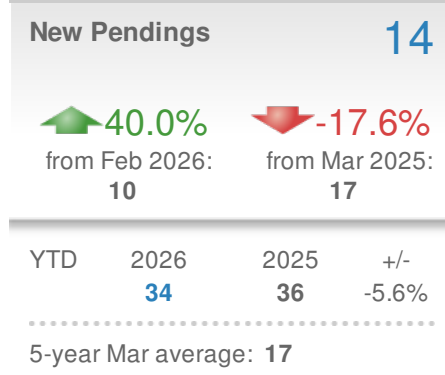 New Pendings 14
40.0% -17.6%
from Feb 2026: from Mar 2025:
10 17
YTD 2026 2025 +/-
34 36 -5.6%
5-year Mar average: 17